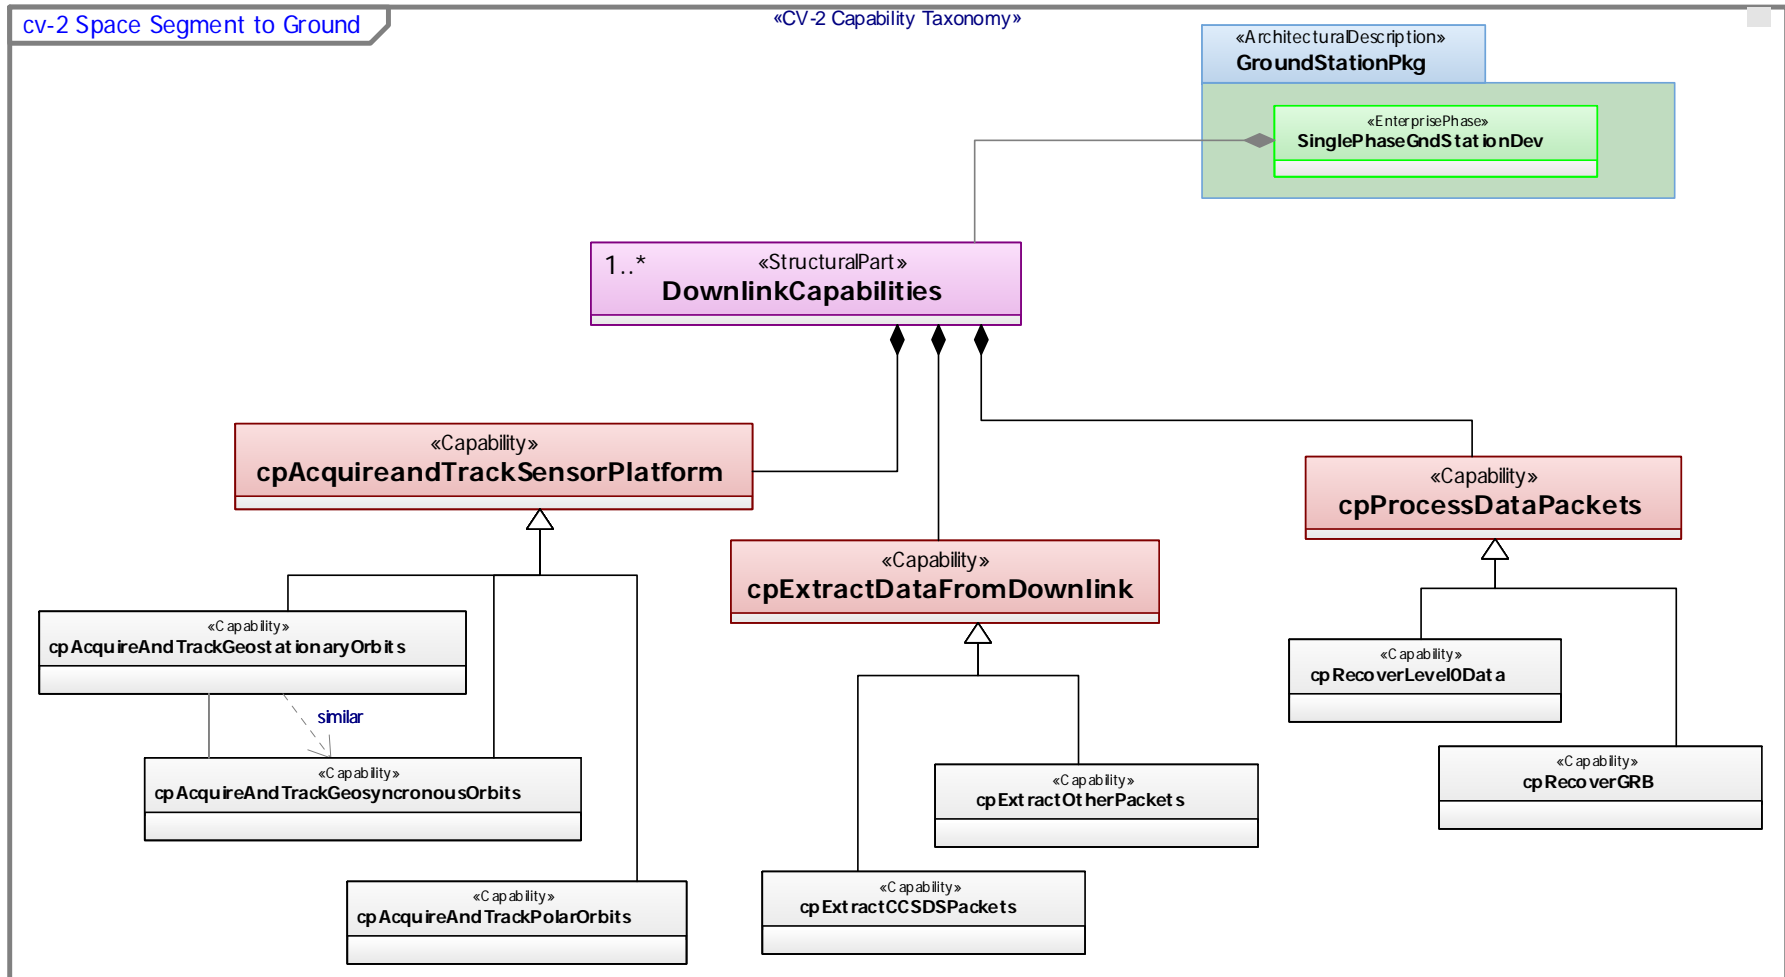 cv-2 Space Segment to Ground
«CV-2 Capability Taxonomy»
«ArchitecturalDescription»
GroundStationPkg
«EnterprisePhase»
SinglePhaseGndStationDev
1..*
«StructuralPart»
DownlinkCapabilities
«Capability»
cpAcquireandTrackSensorPlatform
«Capability»
cpProcessDataPackets
«Capability»
cpExtractDataFromDownlink
«Capability»
cpAcquireAndTrackGeostationaryOrbits
similar
«Capability»
cpRecoverLevel0Data
«Capability»
cpAcquireAndTrackGeosyncronousOrbits
«Capability»
cpExtractOtherPackets
«Capability»
cpRecoverGRB
«Capability»
cpAcquireAndTrackPolarOrbits
«Capability»
cpExtractCCSDSPackets